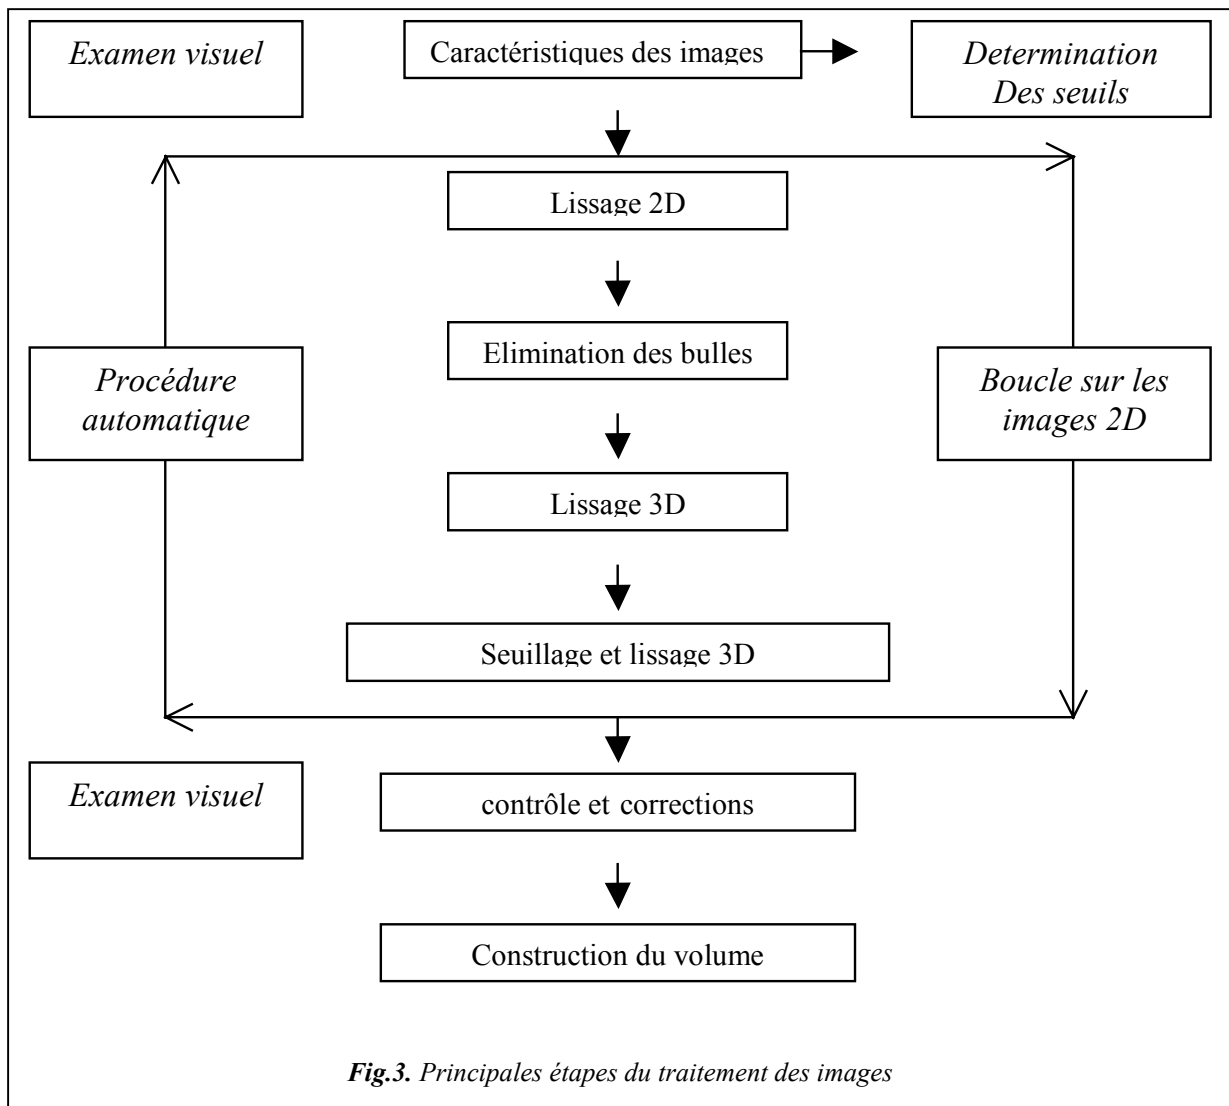 Examen visuel
Caractéristiques des images
Determination
Des seuils
Lissage 2D
Elimination des bulles
Procédure
automatique
Boucle sur les
images 2D
Lissage 3D
Seuillage et lissage 3D
Examen visuel
contrôle et corrections
Construction du volume
Fig.3. Principales étapes du traitement des images